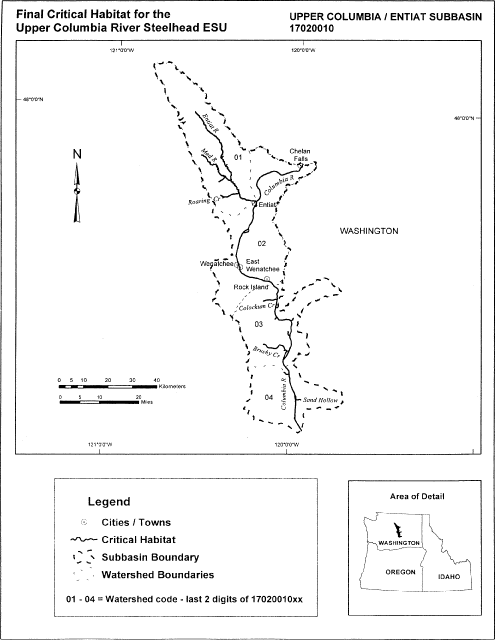 Final Critical Habitat for the
Upper Columbia River Steelhead ESU
UPPER COLUMBIA / ENTIAT SUBBASIN
17020010
121°0'0"W
120°0'0"W
48°0'0"N
48°0'0"N
N
Entiat R
Mad R
01
Chelan
Falls
Columbia R
Roaring Cr
Entiat
WASHINGTON
02
Wenatchee
East
Wenatchee
Rock Island
Colockum Cr
03
Brushy Cr
04
Columbia R
Sand Hollow
0 5 10 20 30 40
Kilometers
0 5 10 20
Miles
121°0'0"W
120°0'0"W
Legend
Cities / Towns
Critical Habitat
Subbasin Boundary
Watershed Boundaries
01 - 04 = Watershed code - last 2 digits of 17020010xx
Area of Detail
WASHINGTON
OREGON
IDAHO